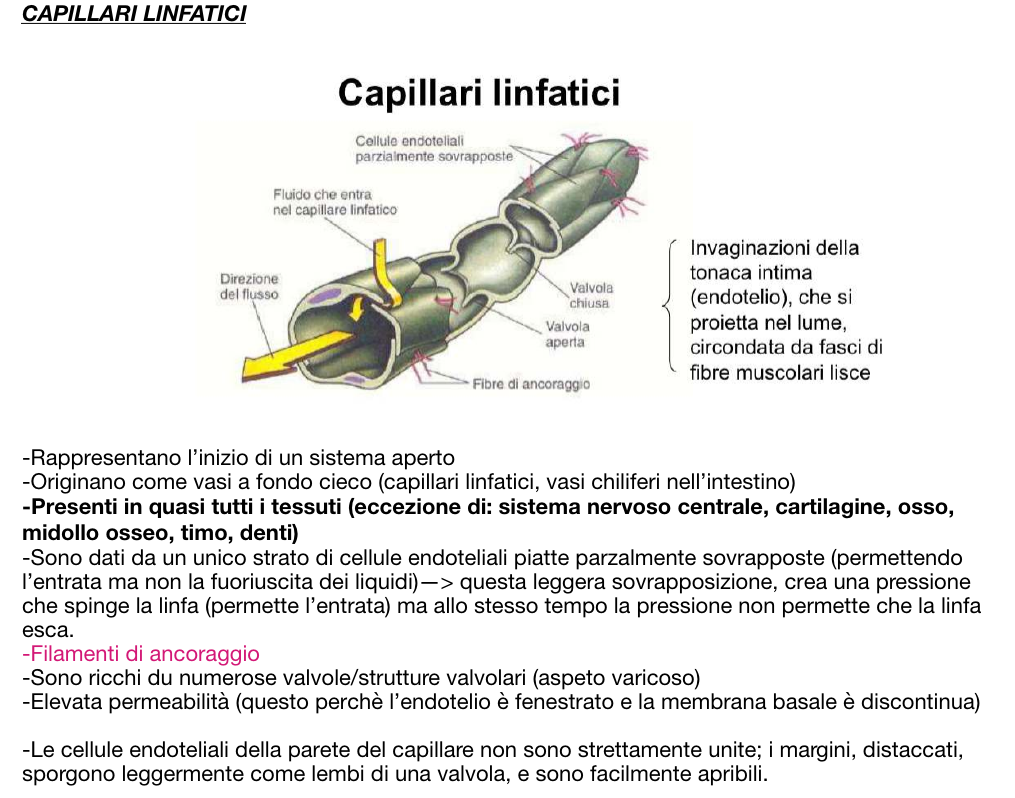 CAPILLARI LINFATICI
Capillari linfatici
Cellule endoteliali
parzialmente sovrapposte
Fluido che entra
nel capillare linfatico
Direzione
del flusso
Valvola
chiusa
Valvola
aperta
Fibre di ancoraggio
Invaginazioni della
tonaca intima
(endotelio), che si
proietta nel lume,
circondata da fasci di
fibre muscolari lisce
-Rappresentano l'inizio di un sistema aperto
-Originano come vasi a fondo cieco (capillari linfatici, vasi chiliferi nell'intestino)
-Presenti in quasi tutti i tessuti (eccezione di: sistema nervoso centrale, cartilagine, osso,
midollo osseo, timo, denti)
-Sono dati da un unico strato di cellule endoteliali piatte parzalmente sovrapposte (permettendo
l'entrata ma non la fuoriuscita dei liquidi)—> questa leggera sovrapposizione, crea una pressione
che spinge la linfa (permette l'entrata) ma allo stesso tempo la pressione non permette che la linfa
esca.
-Filamenti di ancoraggio
-Sono ricchi du numerose valvole/strutture valvolari (aspeto varicoso)
-Elevata permeabilità (questo perchè l'endotelio è fenestrato e la membrana basale è discontinua)
-Le cellule endoteliali della parete del capillare non sono strettamente unite; i margini, distaccati,
sporgono leggermente come lembi di una valvola, e sono facilmente apribili.